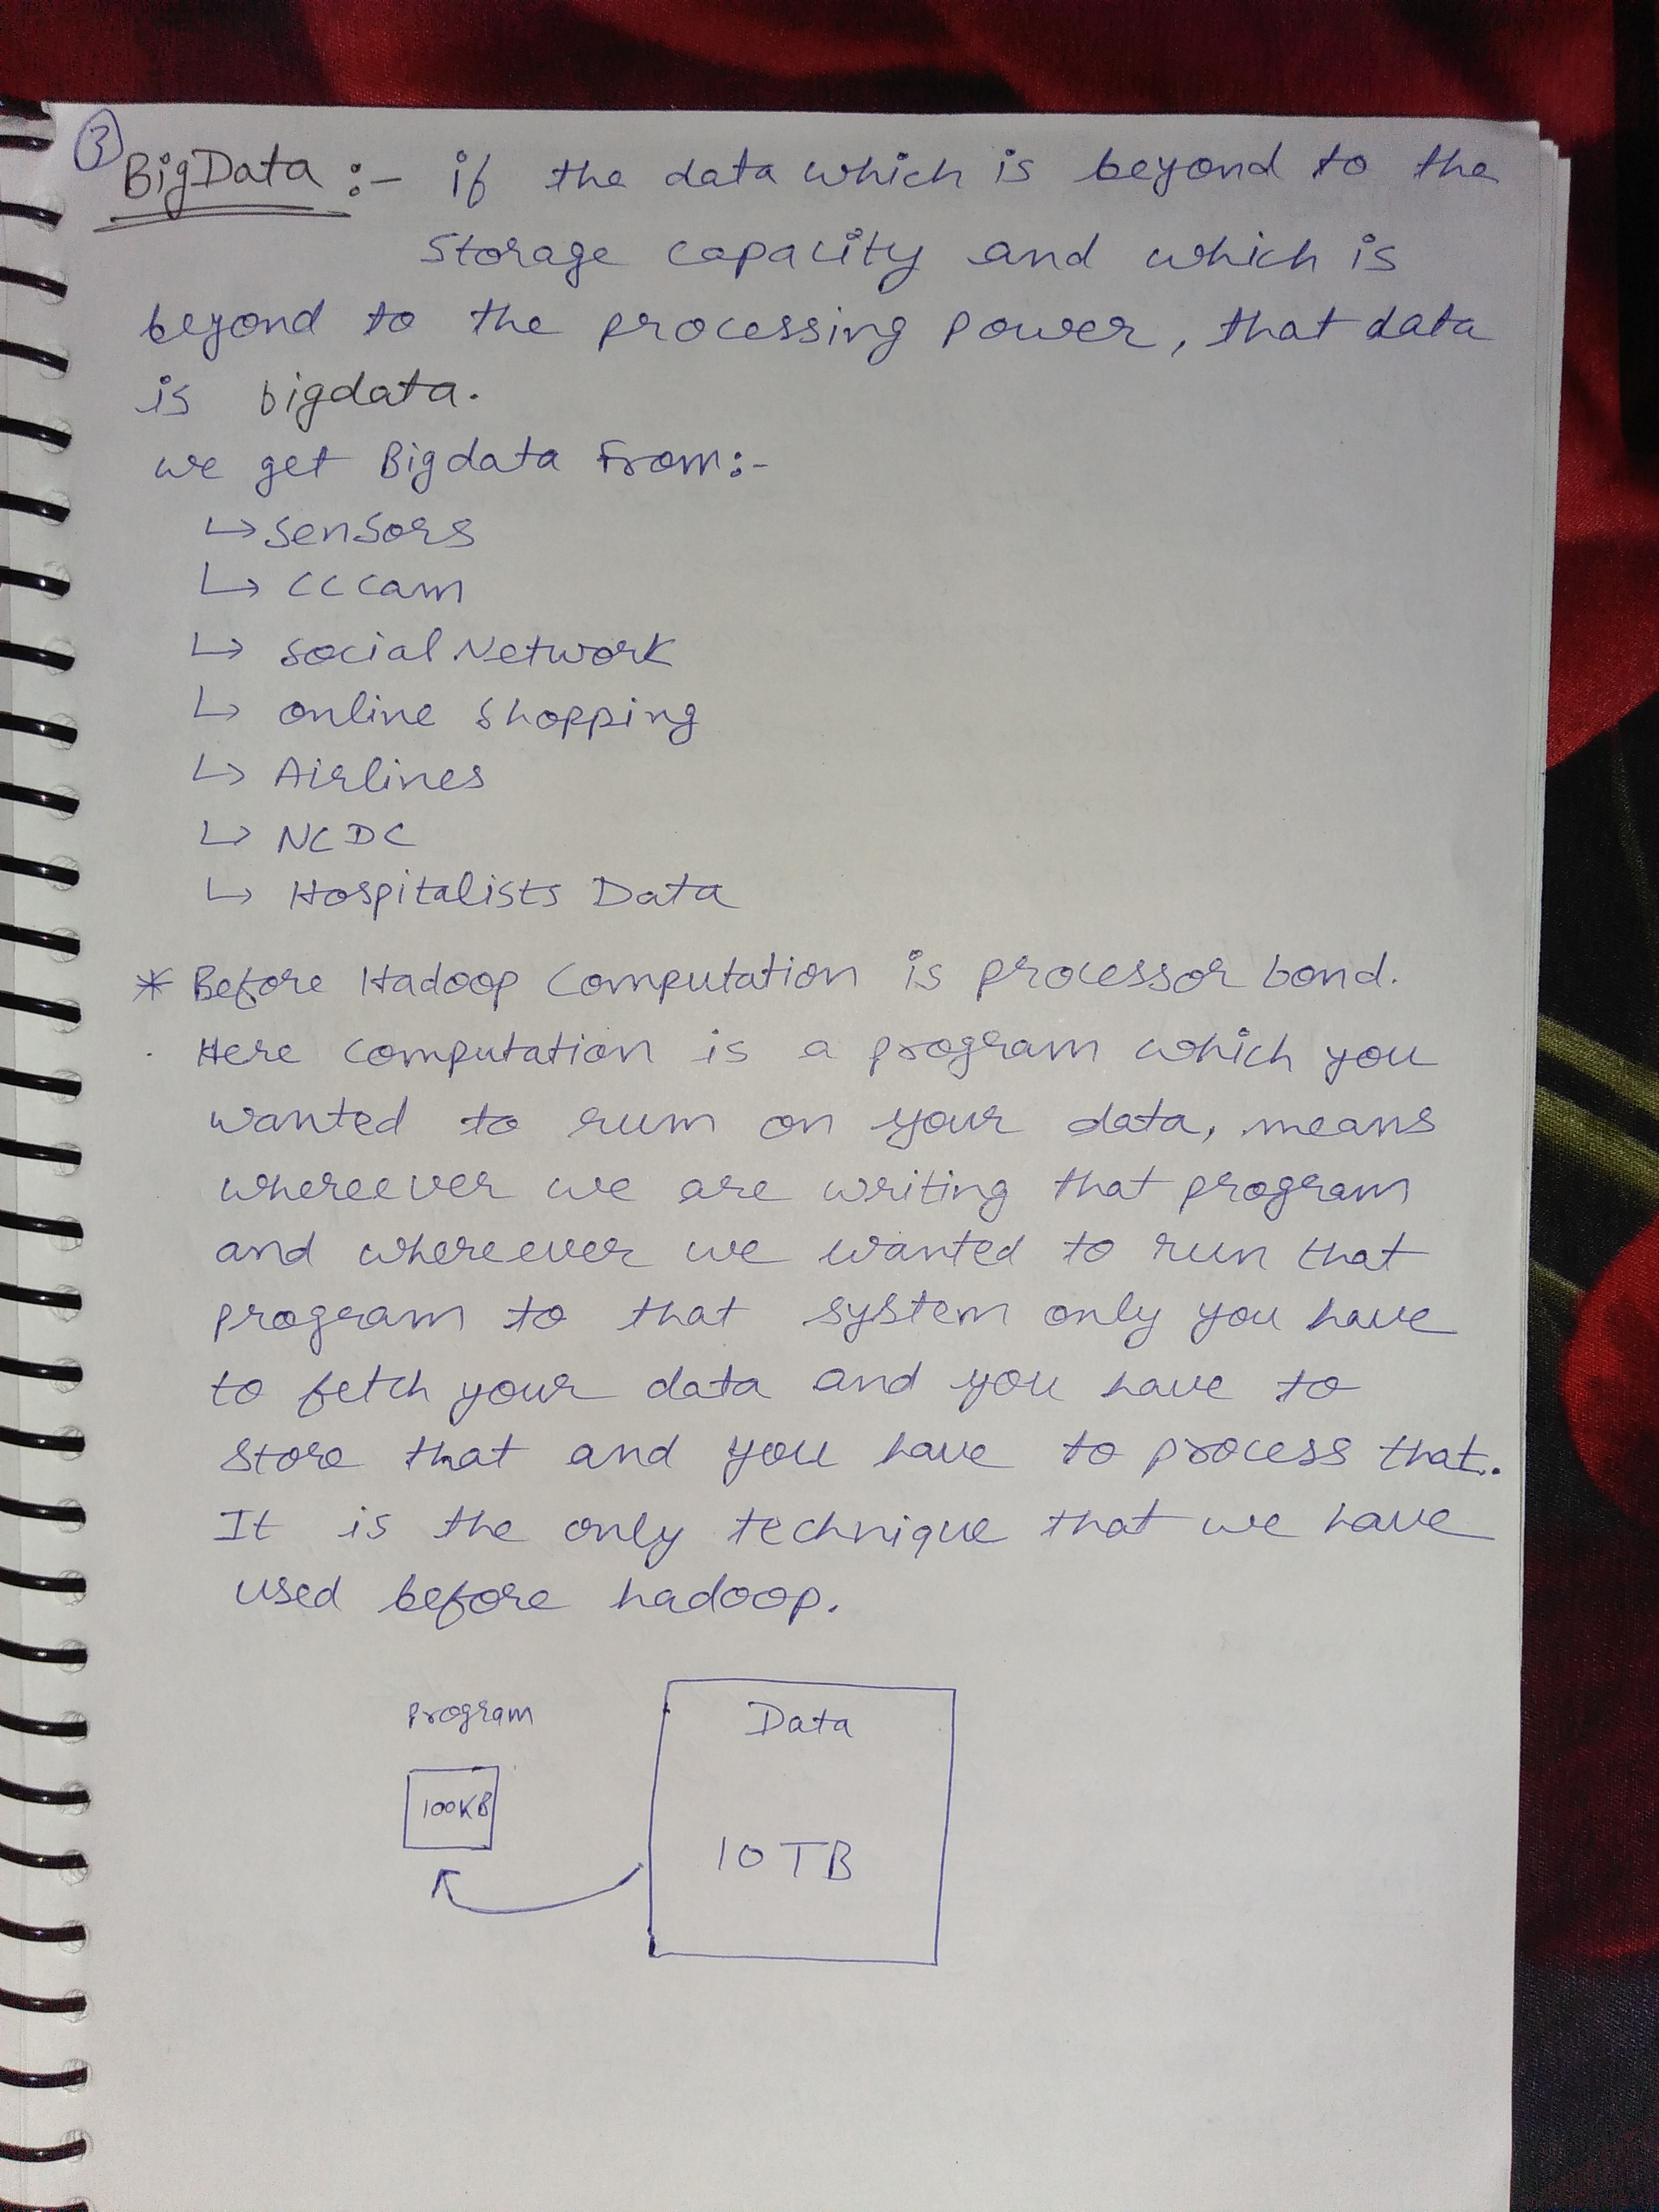 ③
BigData :- if the data which is beyond to the
storage capacity and which is
beyond to the processing power, that data
is bigdata.
we get Bigdata From:-
↳ sensors
↳ CCcam
↳ social Network
↳ online shopping
↳ Airlines
↳ NCDC
↳ Hospitalists Data
* Before Hadoop Computation is processor bond.
Here computation is a program which you
wanted to rum on your data, means
whereever we are writing that program
and whereever we wanted to run that
program to that system only you have
to fetch your data and you have to
store that and you have to process that.
It is the only technique that we have
used before hadoop.
Program
Data
100KB
10 TB